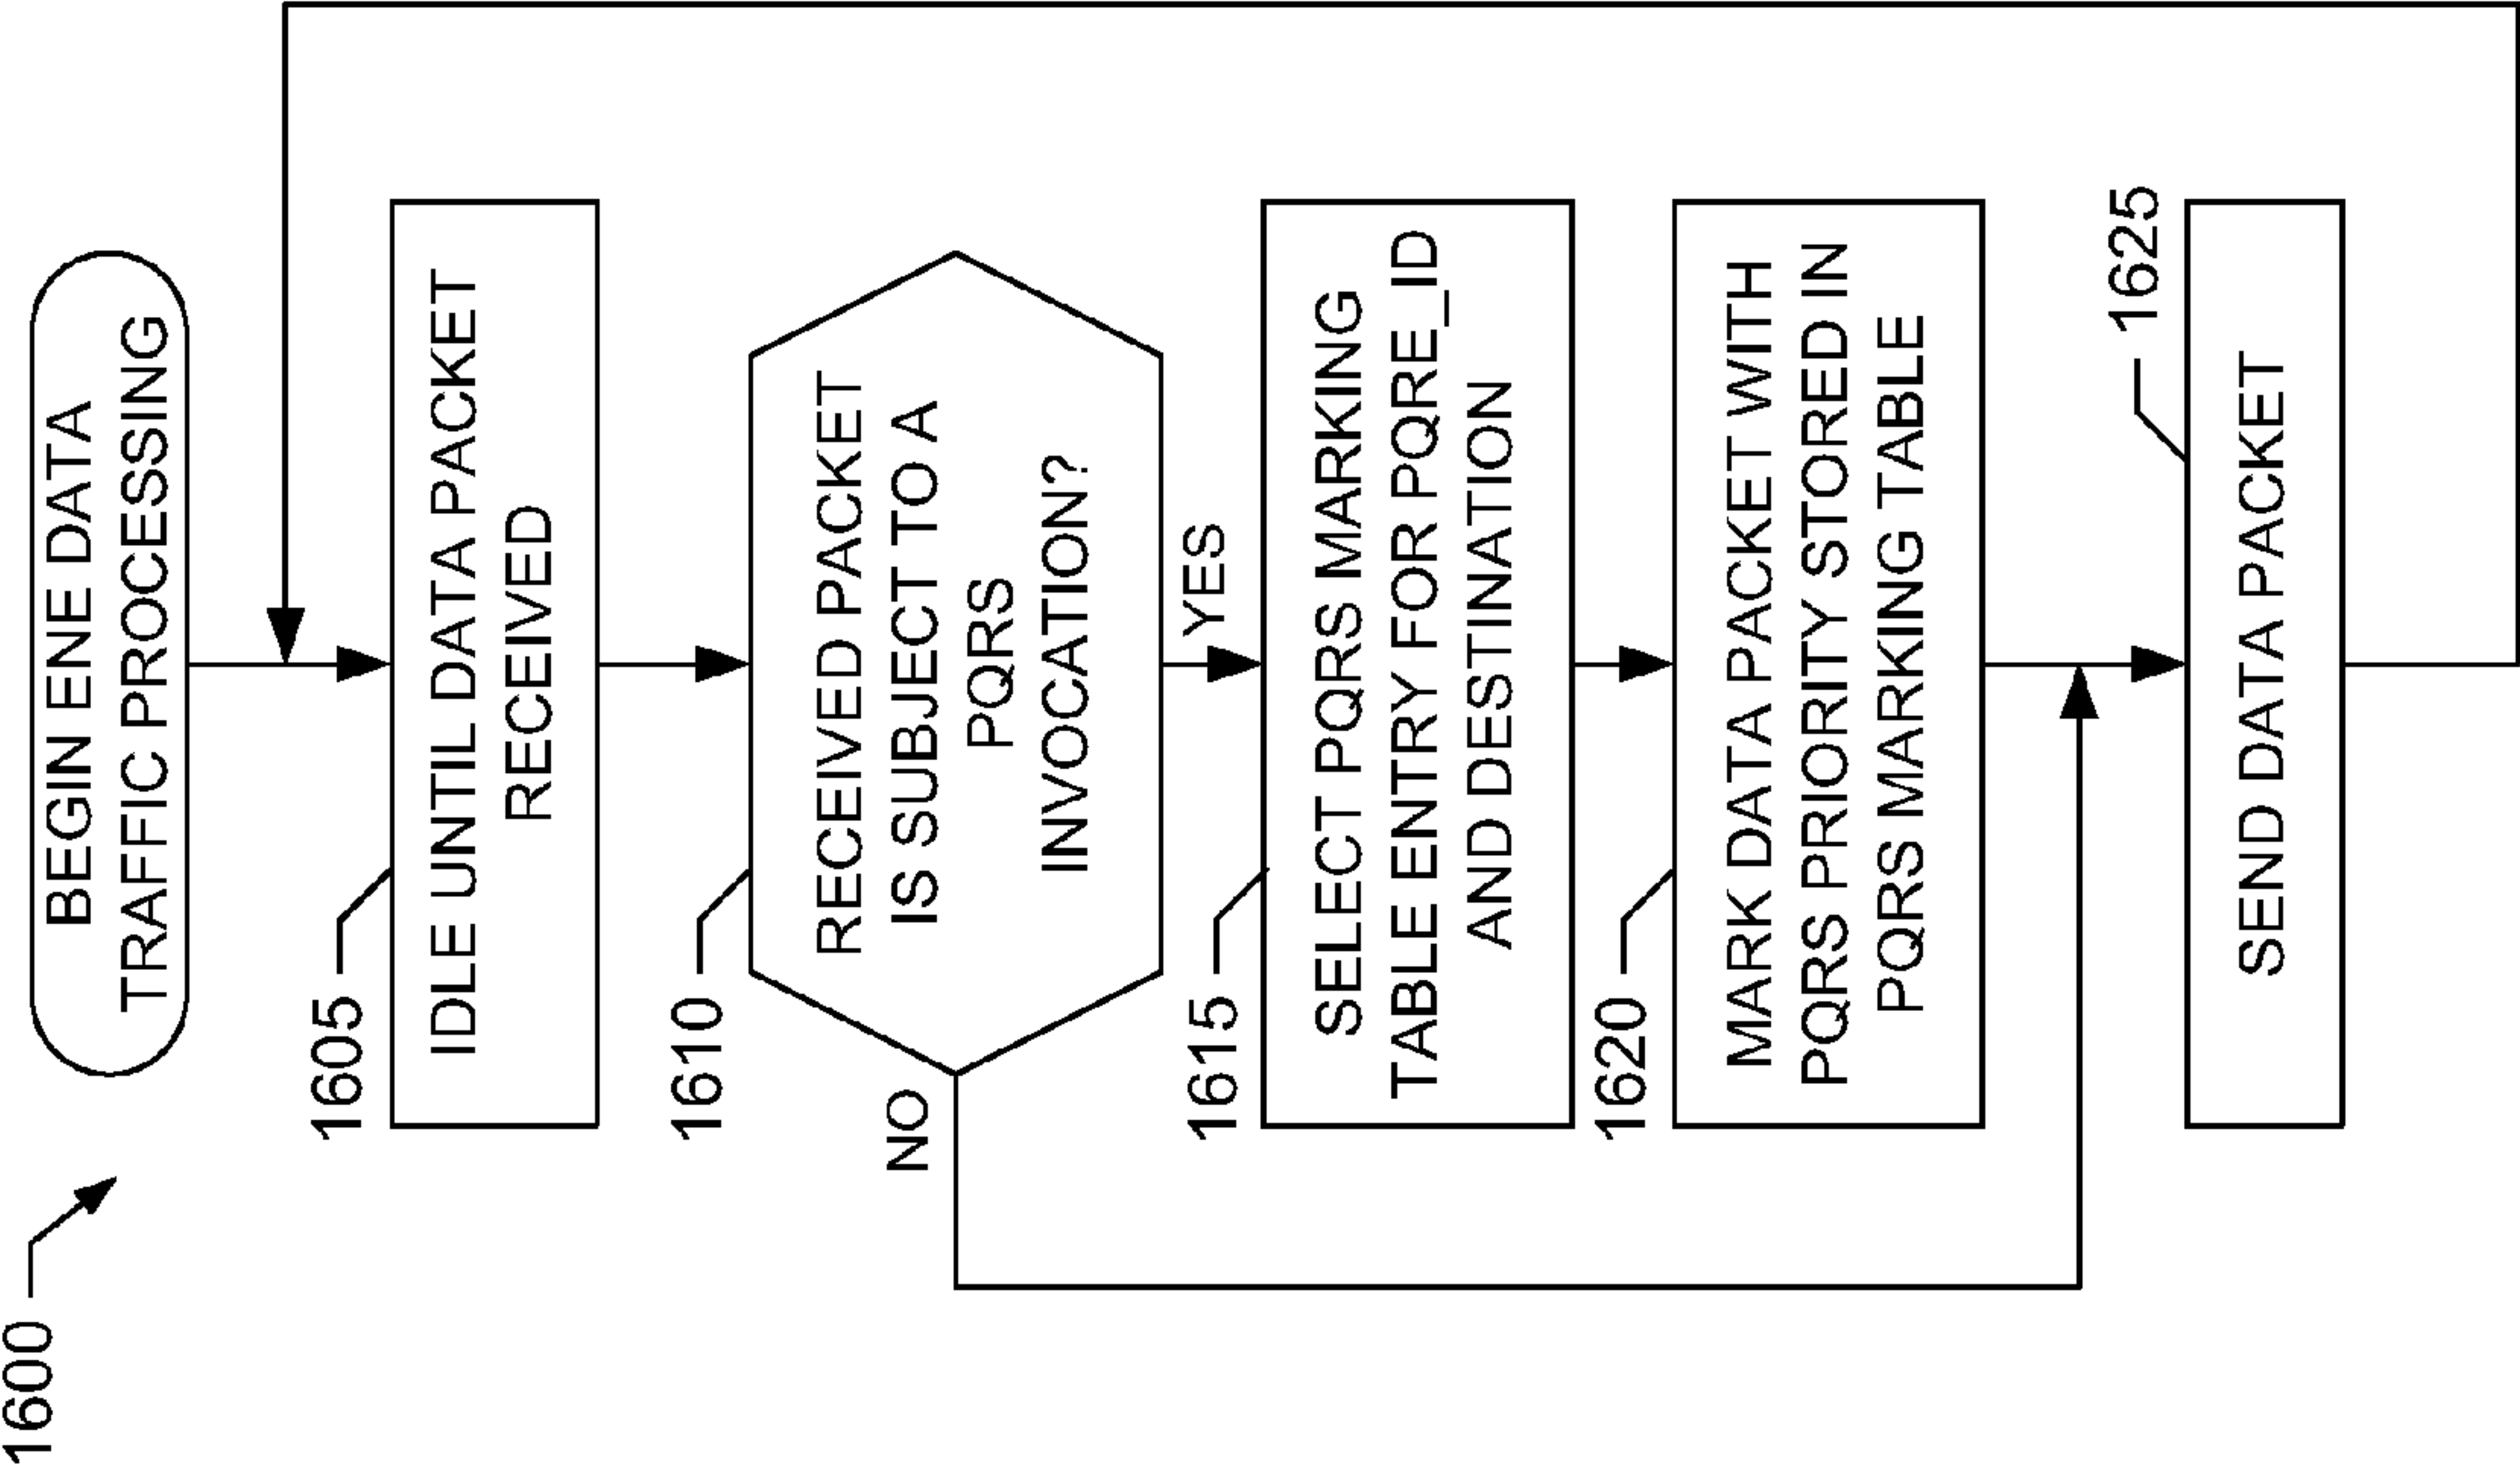 1600
BEGIN ENE DATA
TRAFFIC PROCESSING
1605
IDLE UNTIL DATA PACKET
RECEIVED
1610
RECEIVED PACKET
IS SUBJECT TO A
PQRS
INVOCATION?
NO
YES
1615
SELECT PQRS MARKING
TABLE ENTRY FOR PQRE_ID
AND DESTINATION
1620
MARK DATA PACKET WITH
PQRS PRIORITY STORED IN
PQRS MARKING TABLE
1625
SEND DATA PACKET